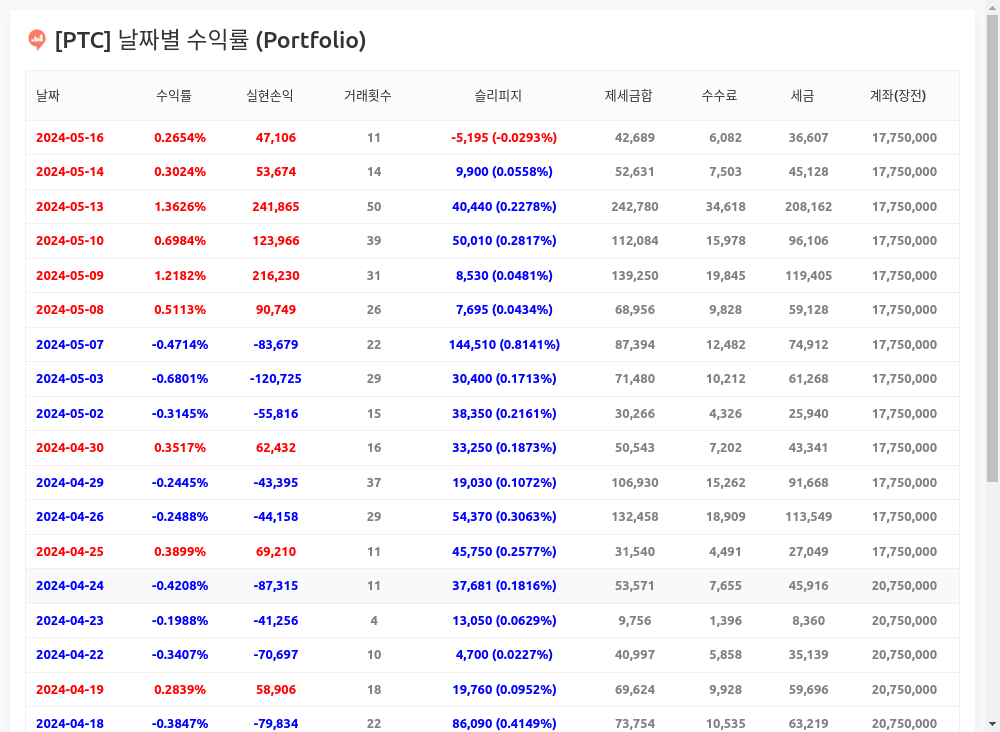 [PTC] 날짜별 수익률 (Portfolio)
날짜 수익률 실현손익 거래횟수 슬리피지 제세금합 수수료 세금 계좌(장전)
2024-05-16 0.2654% 47,106 11 -5,195 (-0.0293%) 42,689 6,082 36,607 17,750,000
2024-05-14 0.3024% 53,674 14 9,900 (0.0558%) 52,631 7,503 45,128 17,750,000
2024-05-13 1.3626% 241,865 50 40,440 (0.2278%) 242,780 34,618 208,162 17,750,000
2024-05-10 0.6984% 123,966 39 50,010 (0.2817%) 112,084 15,978 96,106 17,750,000
2024-05-09 1.2182% 216,230 31 8,530 (0.0481%) 139,250 19,845 119,405 17,750,000
2024-05-08 0.5113% 90,749 26 7,695 (0.0434%) 68,956 9,828 59,128 17,750,000
2024-05-07 -0.4714% -83,679 22 144,510 (0.8141%) 87,394 12,482 74,912 17,750,000
2024-05-03 -0.6801% -120,725 29 30,400 (0.1713%) 71,480 10,212 61,268 17,750,000
2024-05-02 -0.3145% -55,816 15 38,350 (0.2161%) 30,266 4,326 25,940 17,750,000
2024-04-30 0.3517% 62,432 16 33,250 (0.1873%) 50,543 7,202 43,341 17,750,000
2024-04-29 -0.2445% -43,395 37 19,030 (0.1072%) 106,930 15,262 91,668 17,750,000
2024-04-26 -0.2488% -44,158 29 54,370 (0.3063%) 132,458 18,909 113,549 17,750,000
2024-04-25 0.3899% 69,210 11 45,750 (0.2577%) 31,540 4,491 27,049 17,750,000
2024-04-24 -0.4208% -87,315 11 37,681 (0.1816%) 53,571 7,655 45,916 20,750,000
2024-04-23 -0.1988% -41,256 4 13,050 (0.0629%) 9,756 1,396 8,360 20,750,000
2024-04-22 -0.3407% -70,697 10 4,700 (0.0227%) 40,997 5,858 35,139 20,750,000
2024-04-19 0.2839% 58,906 18 19,760 (0.0952%) 69,624 9,928 59,696 20,750,000
2024-04-18 -0.3847% -79,834 22 86,090 (0.4149%) 73,754 10,535 63,219 20,750,000